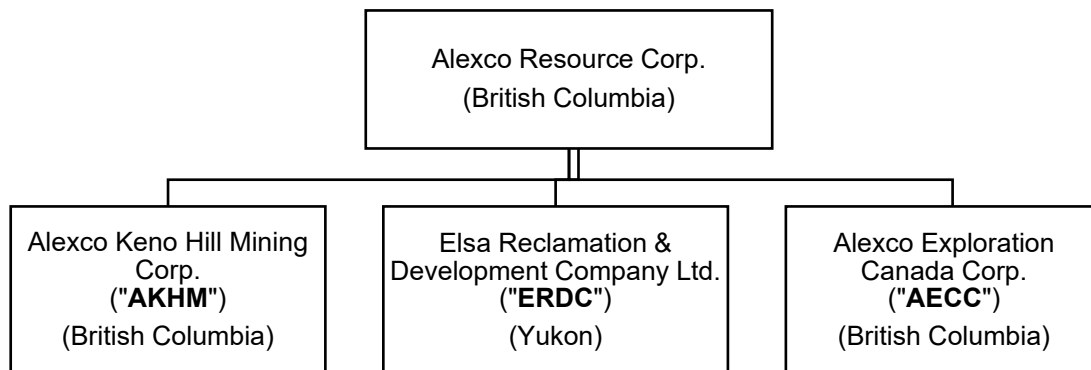 Alexco Resource Corp.
(British Columbia)
Alexco Keno Hill Mining
Corp.
("AKHM")
(British Columbia)
Elsa Reclamation &
Development Company Ltd.
("ERDC")
(Yukon)
Alexco Exploration
Canada Corp.
("AECC")
(British Columbia)